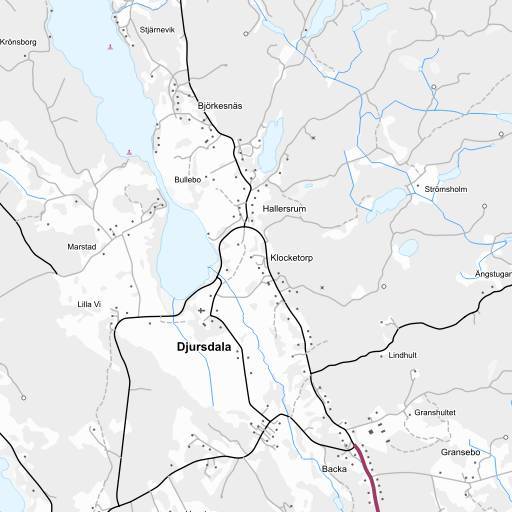 Stjärnevik
Krönsborg
Björkesnäs
Bullebo
Strömsholm
Hallersrum
Marstad
Klocketorp
Ängstugan
Lilla Vi
Djursdala
Lindhult
Granshultet
Gransebo
Backa